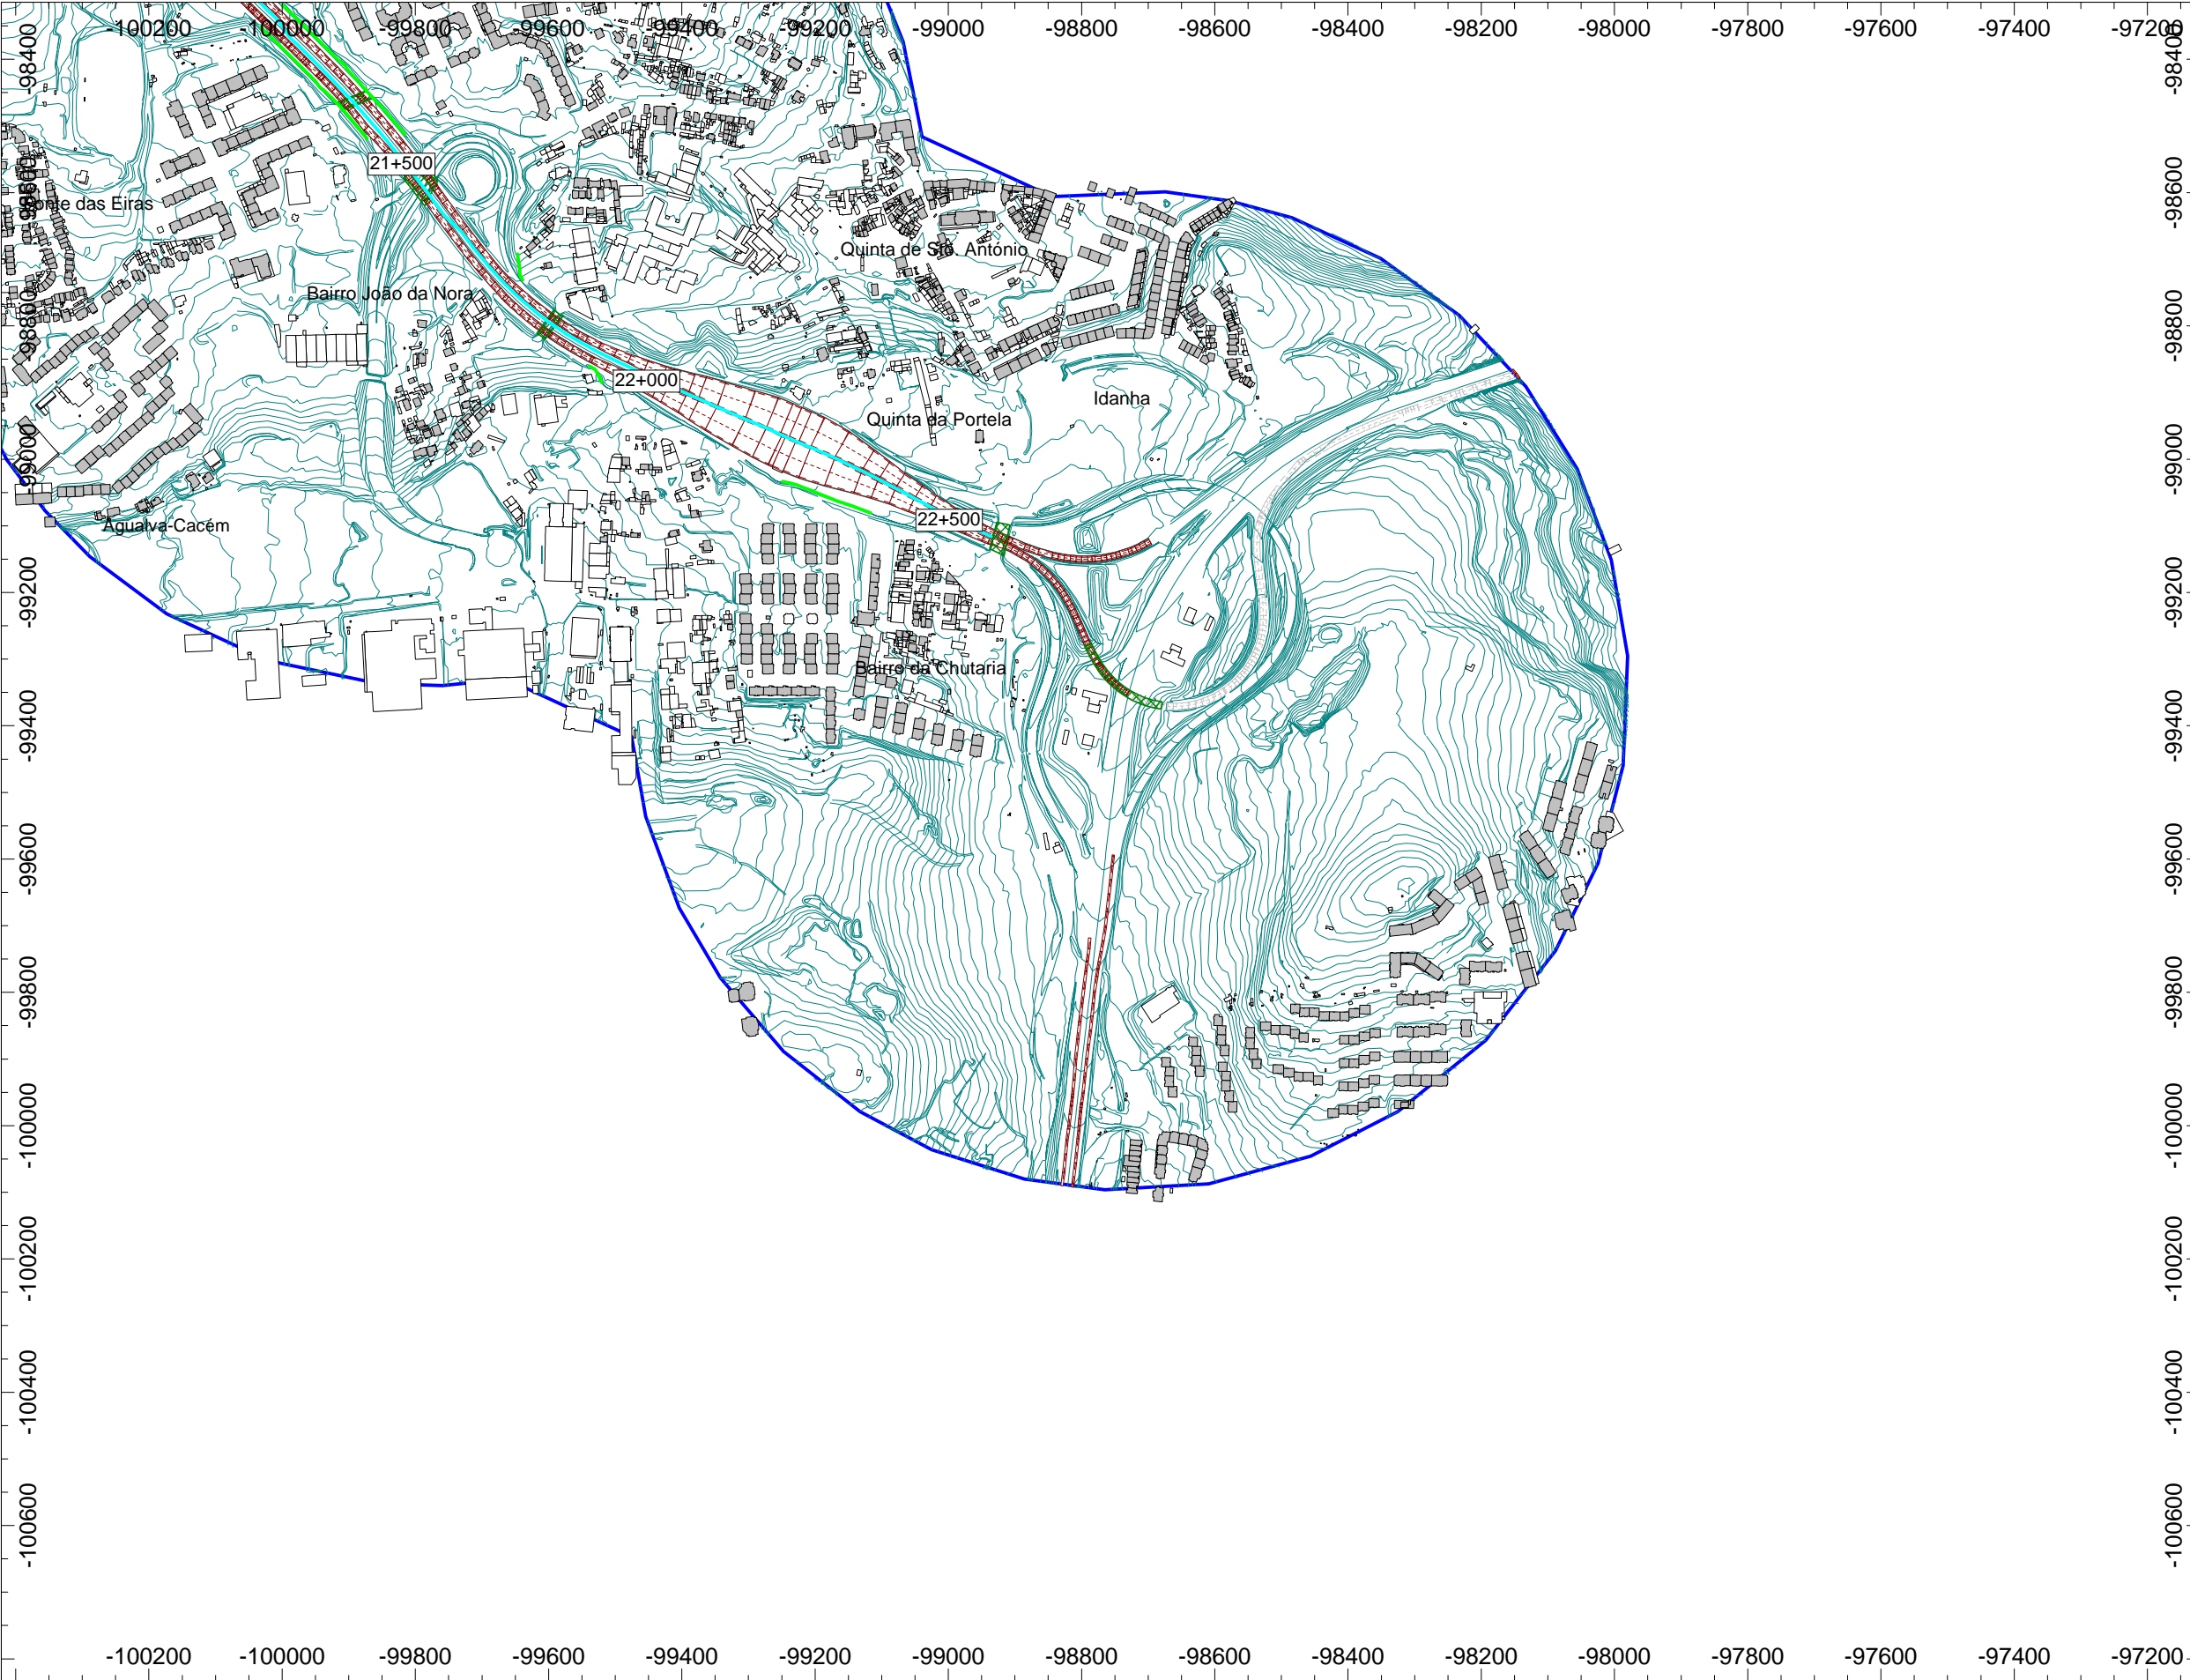 -100200 -100000 -99800 -99600 -99400 -99200 -99000 -98800 -98600 -98400 -98200 -98000 -97800 -97600 -97400 -97200
-98400 -98400
21+500
-98600 -98600
das Eiras
Quinta de Sto. António
Bairro João da Nora
-98800 -98800
22+000
Idanha
Quinta da Portela
-99000 -99000
22+500
Agualva-Cacém
-99200 -99200
Bairro da Chutaria
-99400 -99400
-99600 -99600
-99800 -99800
-100000 -100000
-100200 -100200
-100400 -100400
-100600 -100600
-100200 -100000 -99800 -99600 -99400 -99200 -99000 -98800 -98600 -98400 -98200 -98000 -97800 -97600 -97400 -97200